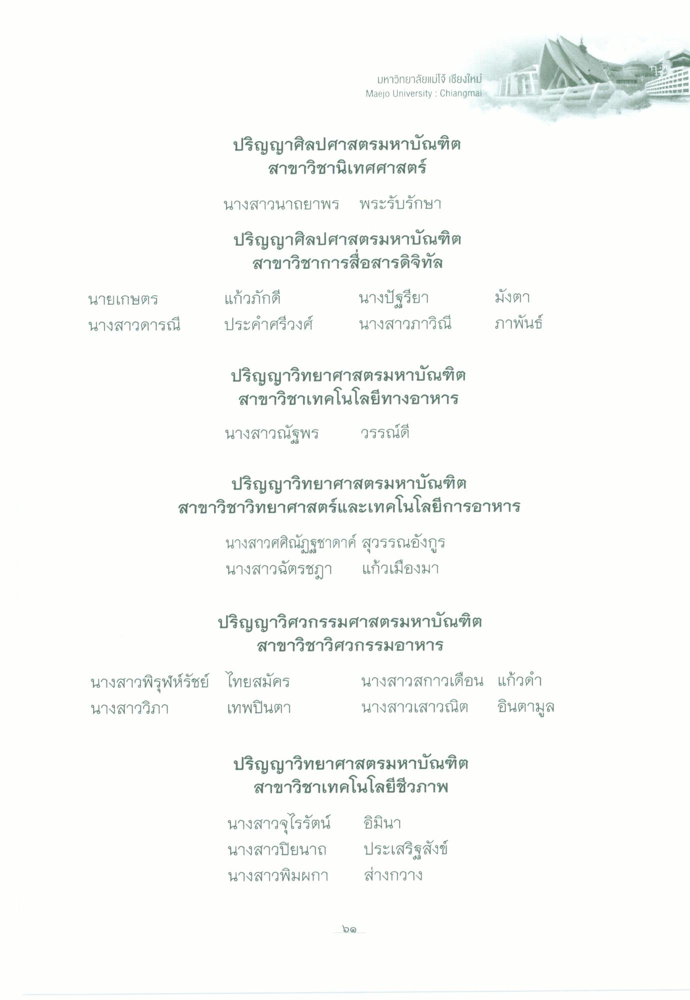 มหาวิทยาลัยแม่โจ้ เชียงใหม่
Maejo University : Chiangmai
ปริญญาศิลปศาสตรมหาบัณฑิต
สาขาวิชานิเทศศาสตร์
นางสาวนาถยาพร พระรับรักษา
ปริญญาศิลปศาสตรมหาบัณฑิต
สาขาวิชาการสื่อสารดิจิทัล
นายเกษตร แก้วภักดี นางปัฐรียา มังตา
นางสาวดารณี ประคำศรีวงศ์ นางสาวภาวิณี ภาพันธ์
ปริญญาวิทยาศาสตรมหาบัณฑิต
สาขาวิชาเทคโนโลยีทางอาหาร
นางสาวณัฐพร วรรณ์ดี
ปริญญาวิทยาศาสตรมหาบัณฑิต
สาขาวิชาวิทยาศาสตร์และเทคโนโลยีการอาหาร
นางสาวศศิณัฏฐชาดาค์ สุวรรณอังกูร
นางสาวฉัตรชฎา แก้วเมืองมา
ปริญญาวิศวกรรมศาสตรมหาบัณฑิต
สาขาวิชาวิศวกรรมอาหาร
นางสาวพิรุฬห์รัชย์ ไทยสมัคร นางสาวสกาวเดือน แก้วดำ
นางสาววิภา เทพปินตา นางสาวเสาวณิต อินตามูล
ปริญญาวิทยาศาสตรมหาบัณฑิต
สาขาวิชาเทคโนโลยีชีวภาพ
นางสาวจุไรรัตน์ อิมินา
นางสาวปิยนาถ ประเสริฐสังข์
นางสาวพิมผกา ส่างกวาง
๖๑